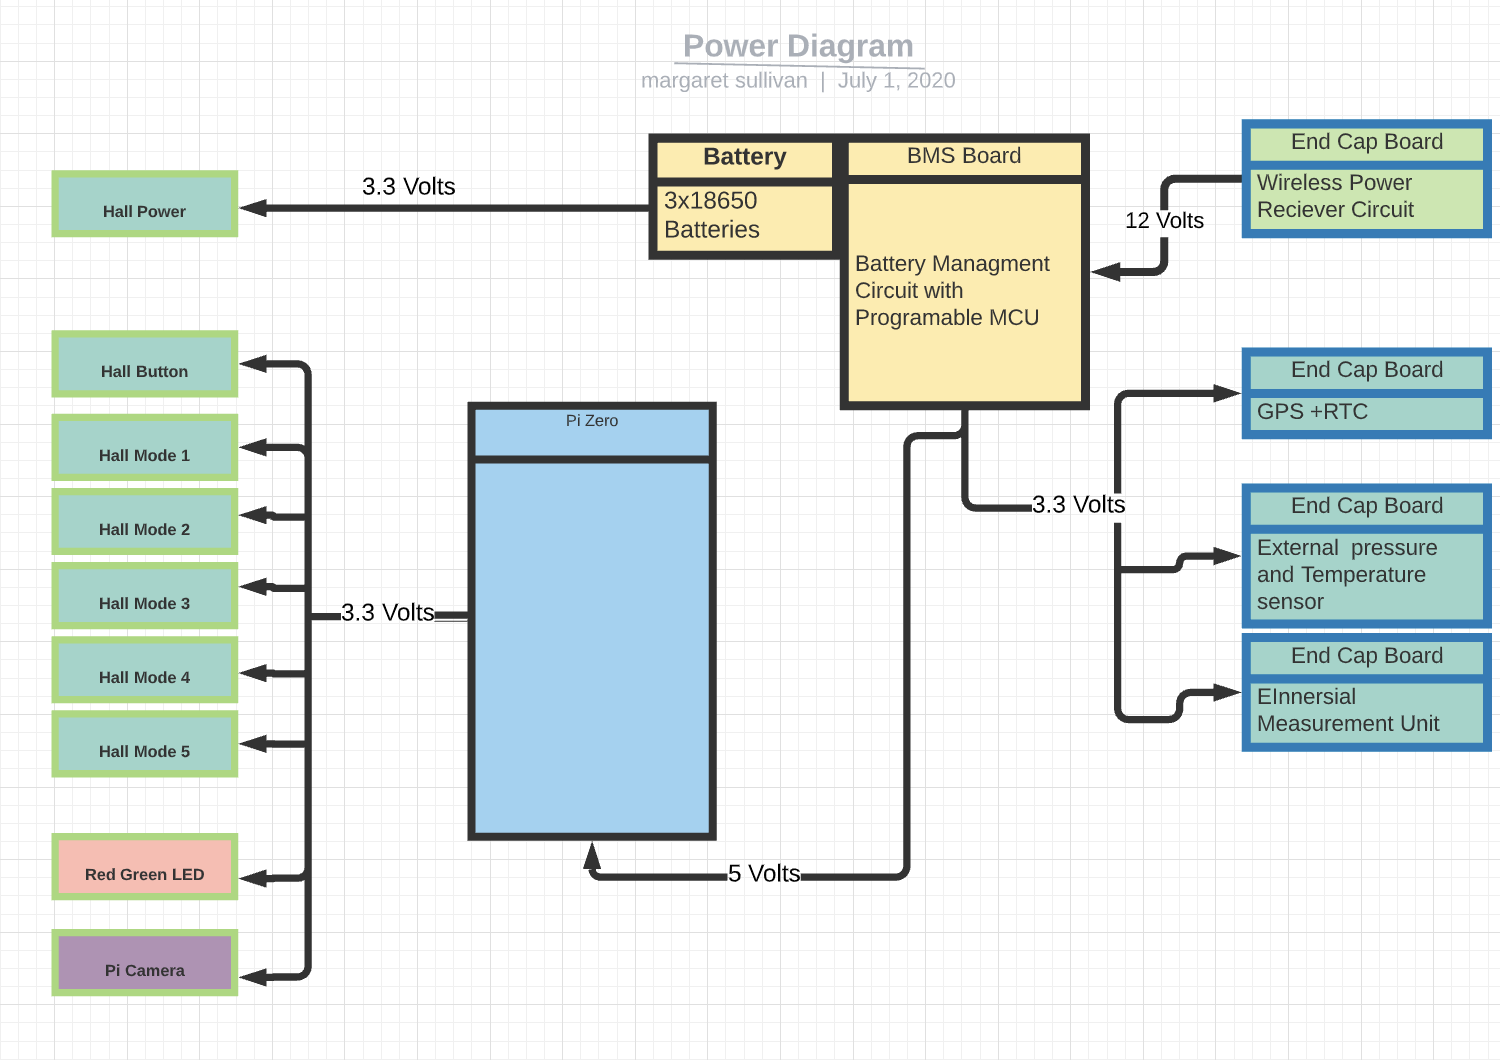 Power Diagram
margaret sullivan | July 1, 2020
Battery
3x18650
Batteries
BMS Board
Battery Managment
Circuit with
Programable MCU
End Cap Board
Wireless Power
Reciever Circuit
12 Volts
3.3 Volts
Hall Power
Hall Button
Hall Mode 1
Hall Mode 2
Hall Mode 3
Hall Mode 4
Hall Mode 5
Red Green LED
Pi Camera
3.3 Volts
Pi Zero
5 Volts
3.3 Volts
End Cap Board
GPS +RTC
End Cap Board
External pressure
and Temperature
sensor
End Cap Board
EInnersial
Measurement Unit